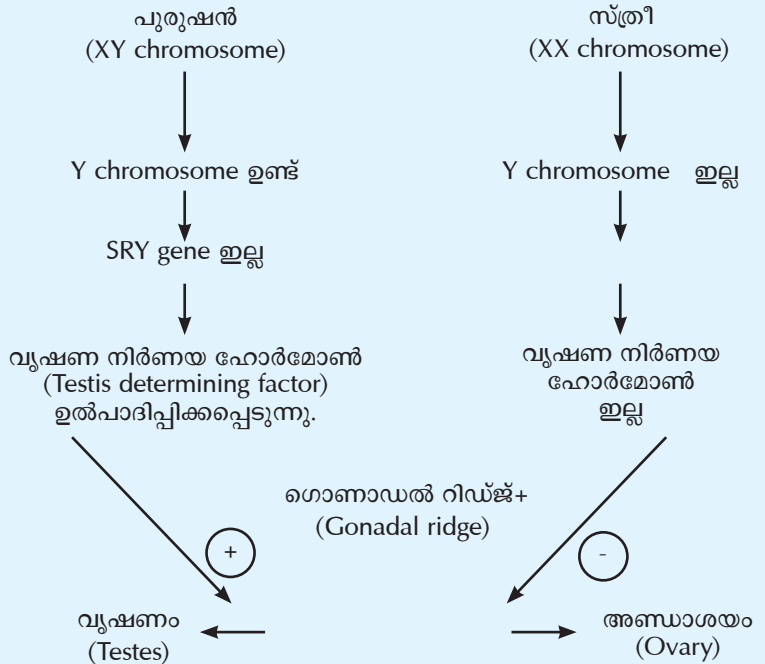 പുരുഷൻ
(XY chromosome)
സ്ത്രീ
(XX chromosome)
Y chromosome ഉണ്ട്
Y chromosome ഇല്ല
SRY gene ഇല്ല
വൃഷണ നിർണയ ഹോർമോൺ
(Testis determining factor)
ഉൽപാദിപ്പിക്കപ്പെടുന്നു.
വൃഷണ നിർണയ
ഹോർമോൺ
ഇല്ല
ഗൊണാഡൽ റിഡ്ജ്+
(Gonadal ridge)
+
-
വൃഷണം
(Testes)
അണ്ഡാശയം
(Ovary)